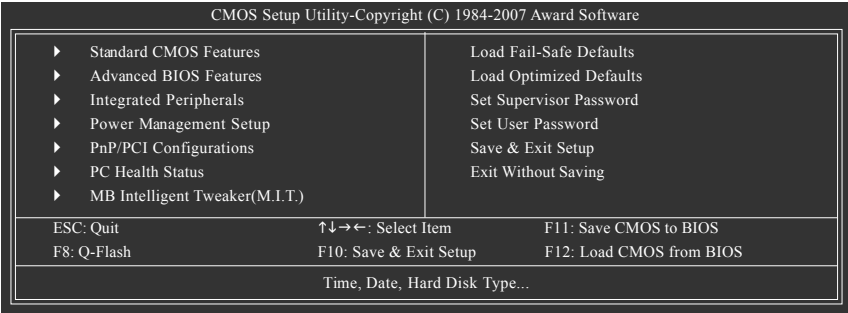 CMOS Setup Utility-Copyright (C) 1984-2007 Award Software
Standard CMOS Features
Advanced BIOS Features
Integrated Peripherals
Power Management Setup
PnP/PCI Configurations
PC Health Status
MB Intelligent Tweaker(M.I.T.)
Load Fail-Safe Defaults
Load Optimized Defaults
Set Supervisor Password
Set User Password
Save & Exit Setup
Exit Without Saving
ESC: Quit ↑↓→←: Select Item F11: Save CMOS to BIOS
F8: Q-Flash F10: Save & Exit Setup F12: Load CMOS from BIOS
Time, Date, Hard Disk Type...